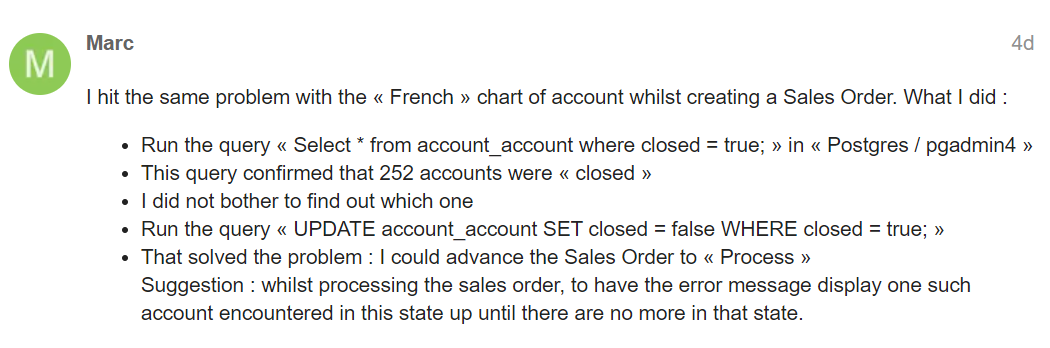 M
Marc
4d
I hit the same problem with the « French » chart of account whilst creating a Sales Order. What I did :
• Run the query « Select * from account_account where closed = true; » in « Postgres / pgadmin4 »
• This query confirmed that 252 accounts were « closed »
• I did not bother to find out which one
• Run the query « UPDATE account_account SET closed = false WHERE closed = true; »
• That solved the problem : I could advance the Sales Order to « Process »
Suggestion : whilst processing the sales order, to have the error message display one such
account encountered in this state up until there are no more in that state.